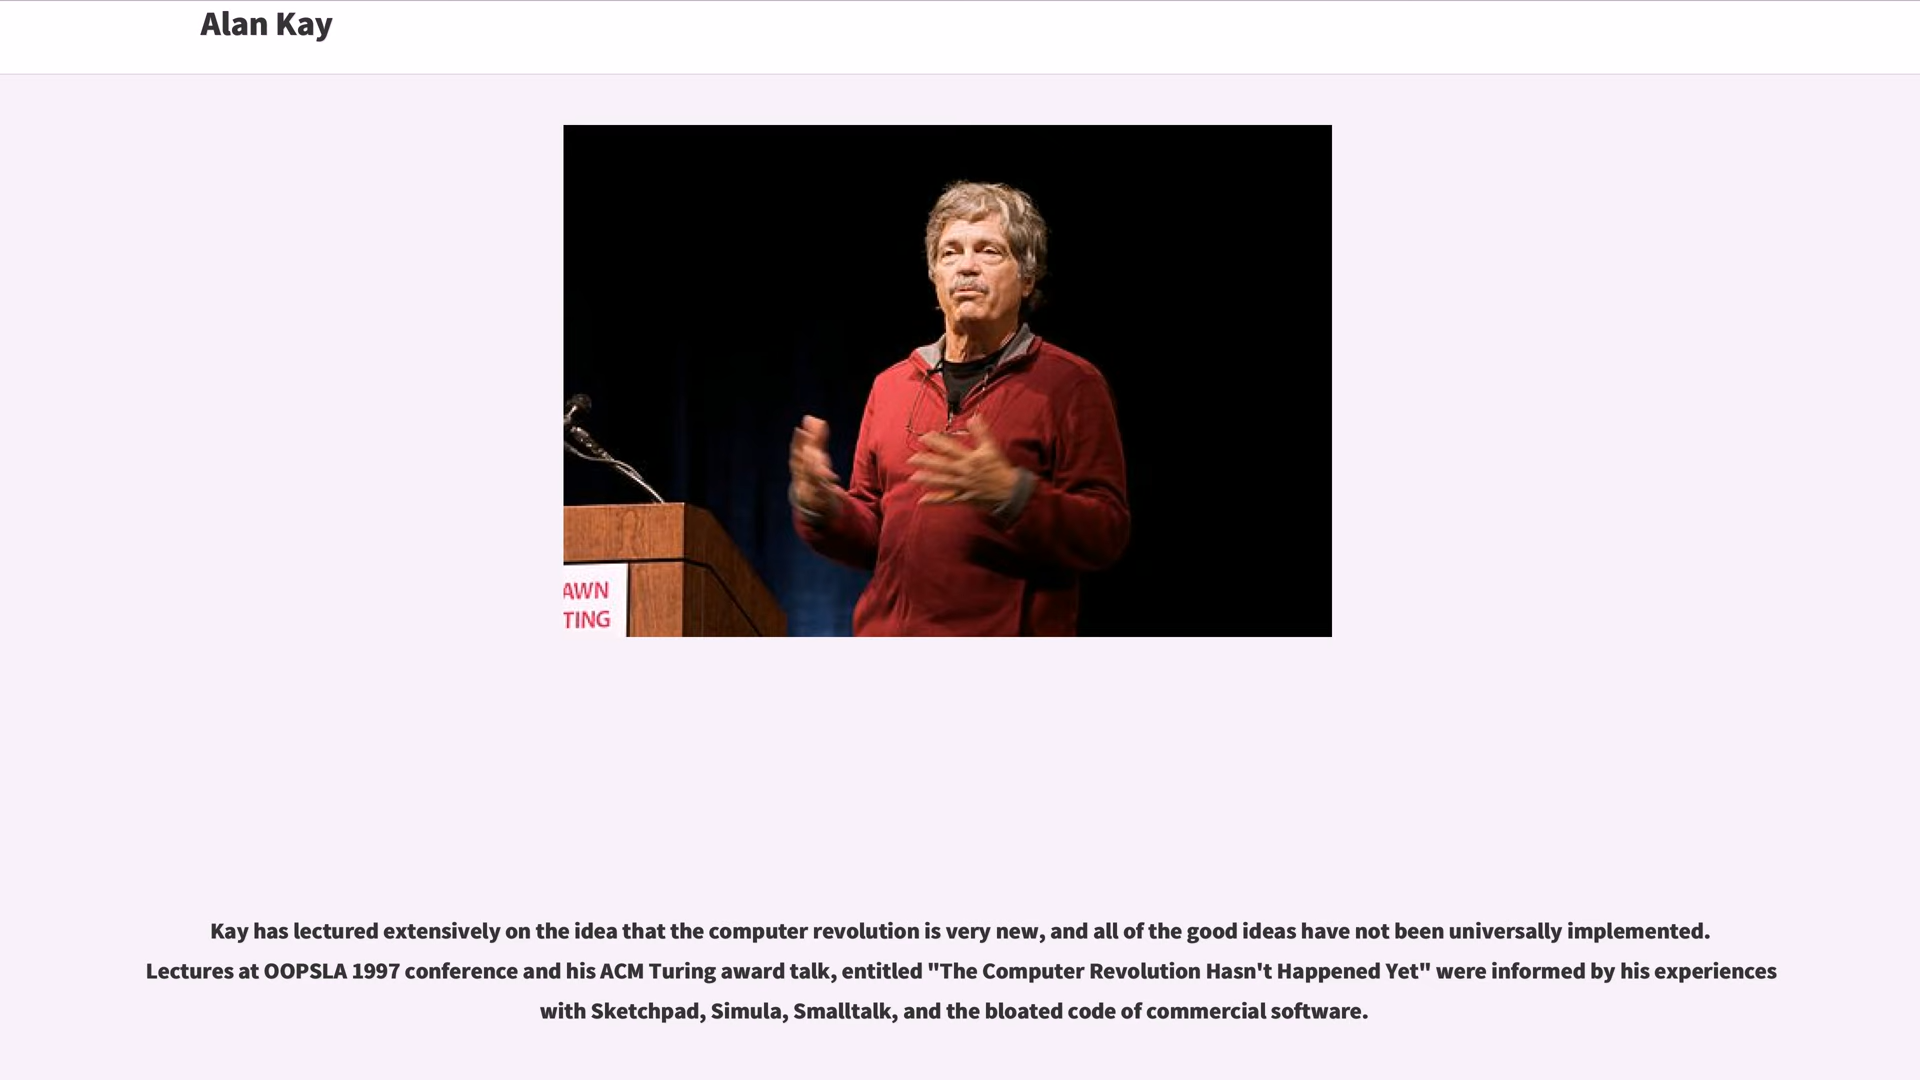 Alan Kay
AWN
TING
Kay has lectured extensively on the idea that the computer revolution is very new, and all of the good ideas have not been universally implemented.
Lectures at OOPSLA 1997 conference and his ACM Turing award talk, entitled "The Computer Revolution Hasn't Happened Yet" were informed by his experiences
with Sketchpad, Simula, Smalltalk, and the bloated code of commercial software.